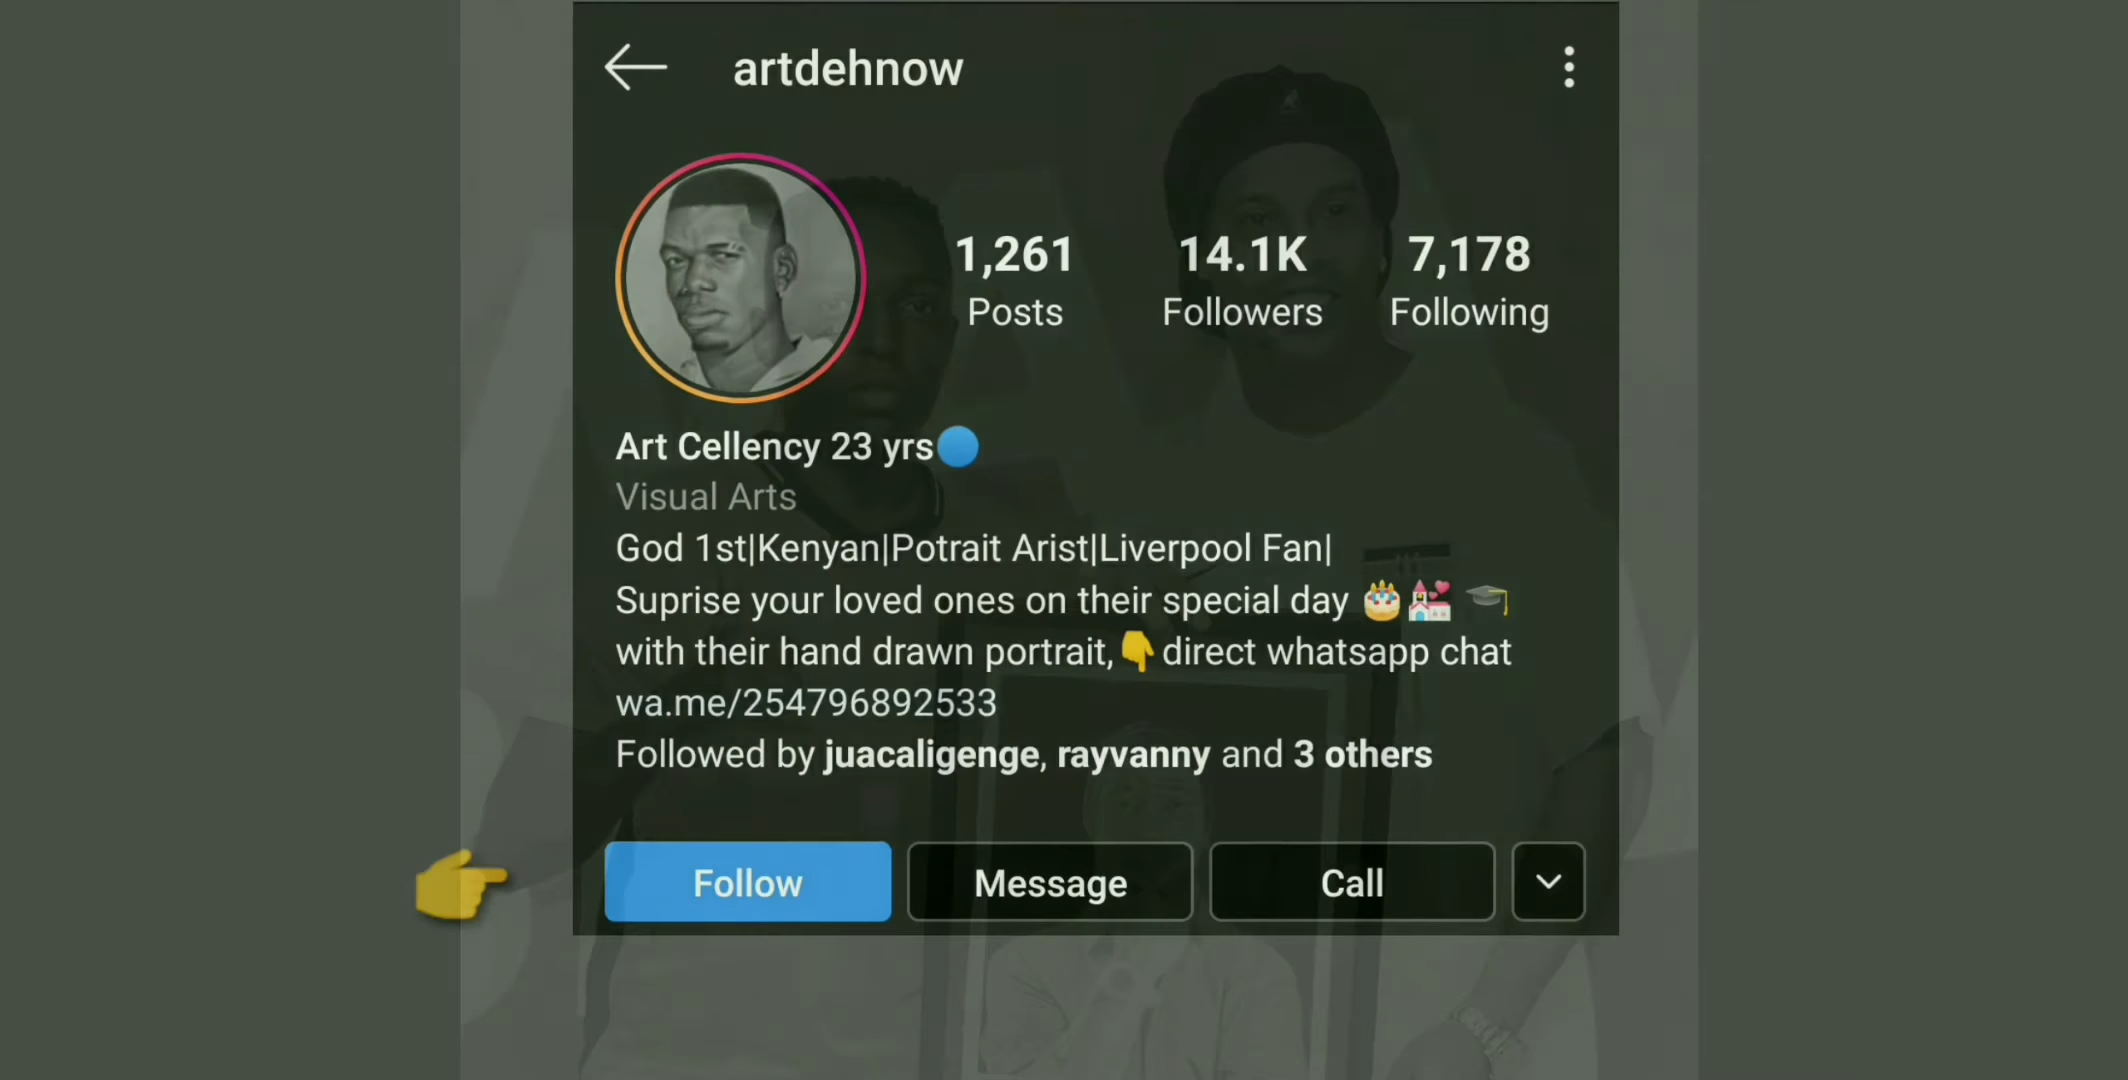 artdehnow
1,261 14.1K 7,178
Posts Followers Following
Art Cellency 23 yrs
Visual Arts
God 1st|Kenyan|Potrait Arist|Liverpool Fan|
Suprise your loved ones on their special day 🎂💒 🎓
with their hand drawn portrait,👇direct whatsapp chat
wa.me/254796892533
Followed by juacaligenge, rayvanny and 3 others
Follow Message Call